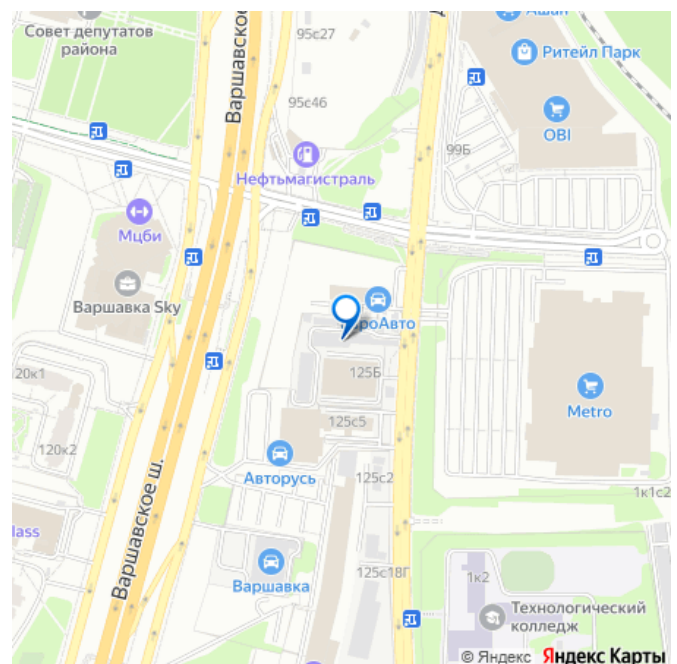 Совет депутатов
района
Варшавское
95с27
Ашан
Ритейл Парк
95с46
OBI
99Б
Нефтьмагистраль
Мцби
Варшавка Sky
роАвто
125Б
20к1
Metro
125с5
120к2
Авторусь
125с2
1к1с2
Варшавское ш.
lass
Варшавка
125с18Г
1к2
Технологический
колледж
© Яндекс Яндекс Карты